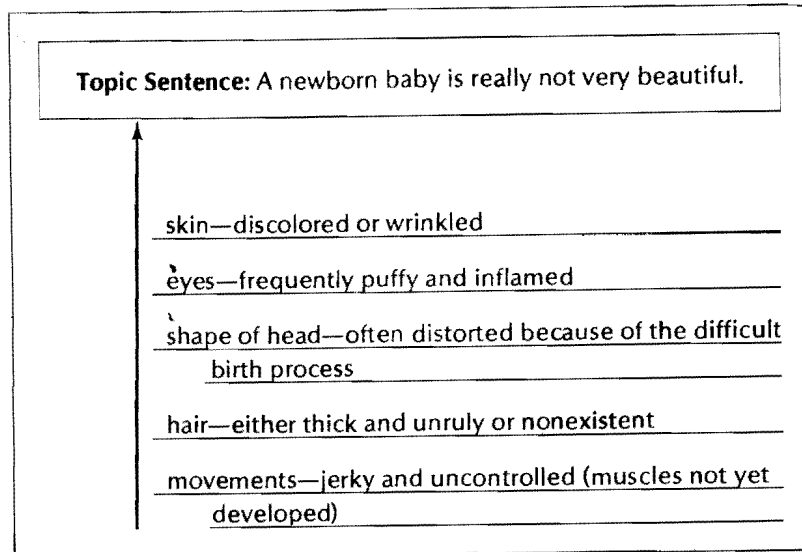 Topic Sentence: A newborn baby is really not very beautiful.
skin—discolored or wrinkled
eyes—frequently puffy and inflamed
shape of head—often distorted because of the difficult
birth process
hair—either thick and unruly or nonexistent
movements—jerky and uncontrolled (muscles not yet
developed)